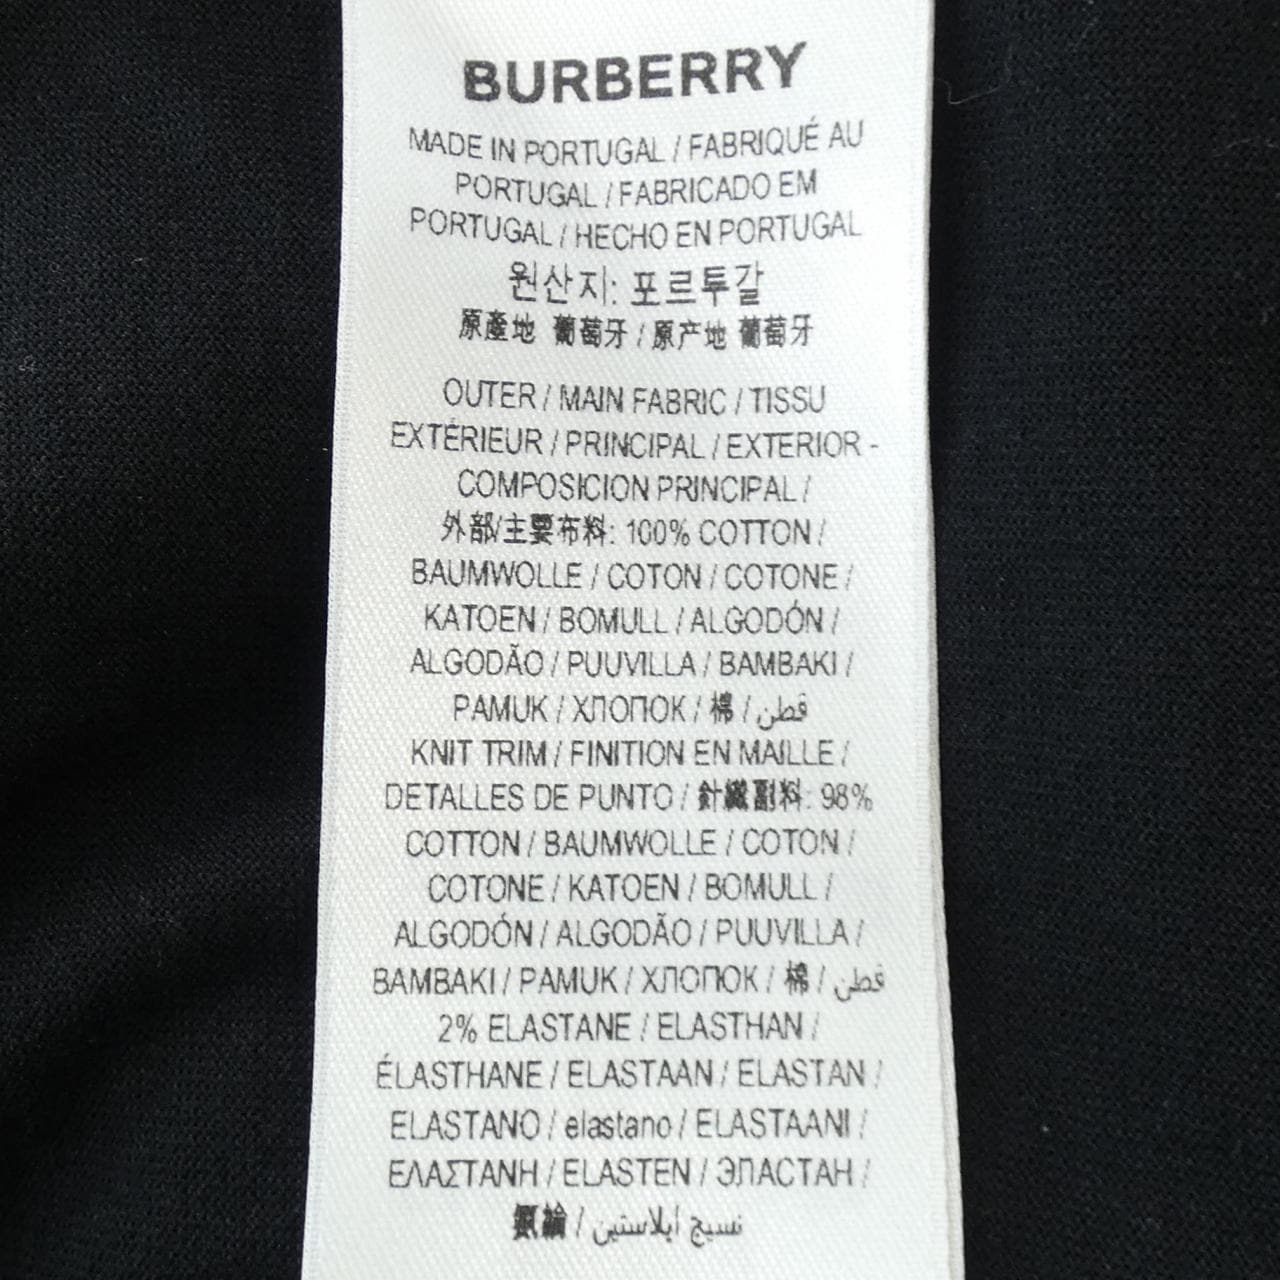 BURBERRY
MADE IN PORTUGAL / FABRIQUÉ AU
PORTUGAL / FABRICADO EM
PORTUGAL / HECHO EN PORTUGAL
원산지: 포르투갈
原產地 葡萄牙 / 原产地 葡萄牙
OUTER / MAIN FABRIC / TISSU
EXTÉRIEUR / PRINCIPAL / EXTERIOR -
COMPOSICION PRINCIPAL /
外部/主要布料: 100% COTTON /
BAUMWOLLE / COTON / COTONE /
KATOEN / BOMULL / ALGODÓN /
ALGODÃO / PUUVILLA / BAMBAKI /
PAMUK / ХЛОПОК / 棉 / قطن
KNIT TRIM / FINITION EN MAILLE /
DETALLES DE PUNTO / 針織副料: 98%
COTTON / BAUMWOLLE / COTON /
COTONE / KATOEN / BOMULL /
ALGODÓN / ALGODÃO / PUUVILLA /
BAMBAKI / PAMUK / ХЛОПОК / 棉 / قطن
2% ELASTANE / ELASTHAN /
ÉLASTHANE / ELASTAAN / ELASTAN /
ELASTANO / elastano / ELASTAANI /
ΕΛΑΣΤΑΝΗ / ELASTEN / ЭЛАСТАН /
氨綸 / نسيج ايلاستين